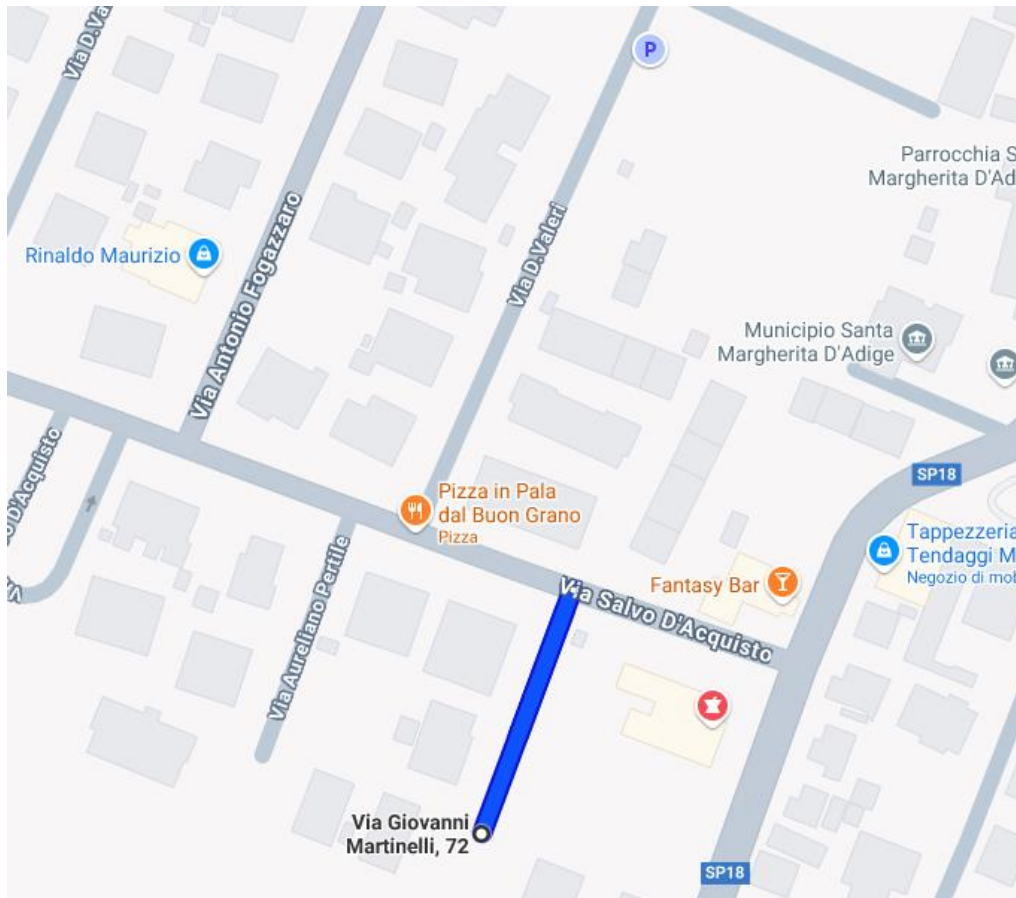 Via D.Va
P
Parrocchia S
Margherita D'Ad
Via Antonio Fogazzaro
Via D.Valeri
Rinaldo Maurizio
Municipio Santa
Margherita D'Adige
SP18
o D'Acquisto
Pizza in Pala
dal Buon Grano
Pizza
Tappezzeria
Tendaggi M
Negozio di mob
Via Aureliano Pertile
Fantasy Bar
Via Salvo D'Acquisto
Via Giovanni
Martinelli, 72
SP18